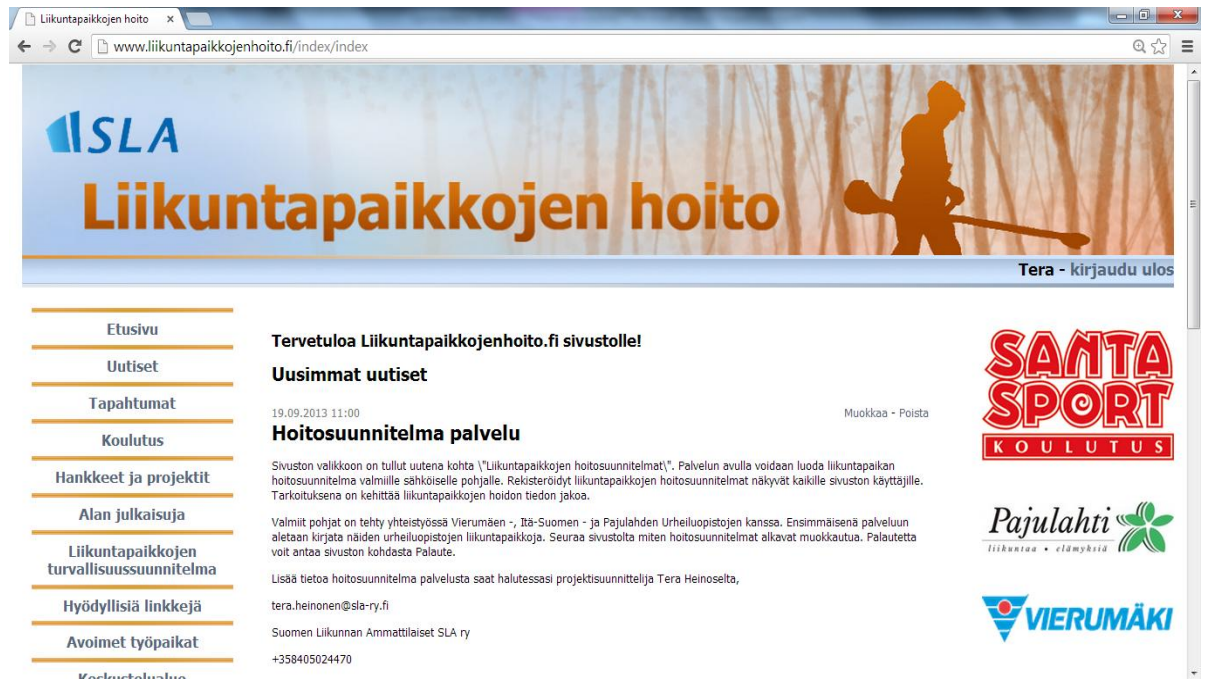 Liikuntapaikkojen hoito
www.liikuntapaikkojenhoito.fi/index/index
SLA
Liikuntapaikkojen hoito
Tera - kirjaudu ulos
Etusivu
Uutiset
Tapahtumat
Koulutus
Hankkeet ja projektit
Alan julkaisuja
Liikuntapaikkojen
turvallisuussuunnitelma
Hyödyllisiä linkkejä
Avoimet työpaikat
Keskustelualue
Tervetuloa Liikuntapaikkojenhoito.fi sivustolle!
Uusimmat uutiset
19.09.2013 11:00
Muokkaa - Poista
Hoitosuunnitelma palvelu
Sivuston valikkoon on tullut uutena kohta \"Liikuntapaikkojen hoitosuunnitelmat\". Palvelun avulla voidaan luoda liikuntapaikan
hoitosuunnitelma valmiille sähköiselle pohjalle. Rekisteröidyt liikuntapaikkojen hoitosuunnitelmat näkyvät kaikille sivuston käyttäjille.
Tarkoituksena on kehittää liikuntapaikkojen hoidon tiedon jakoa.
Valmiit pohjat on tehty yhteistyössä Vierumäen -, Itä-Suomen - ja Pajulahden Urheiluopistojen kanssa. Ensimmäisenä palveluun
aletaan kirjata näiden urheiluopistojen liikuntapaikkoja. Seuraa sivustolta miten hoitosuunnitelmat alkavat muokkautua. Palautetta
voit antaa sivuston kohdasta Palaute.
Lisää tietoa hoitosuunnitelma palvelusta saat halutessasi projektisuunnittelija Tera Heinoselta,
tera.heinonen@sla-ry.fi
Suomen Liikunnan Ammattilaiset SLA ry
+358405024470
SANTA
SPORT
KOULUTUS
Pajulahti
liikuntaa • elämyksiä
VIERUMÄKI